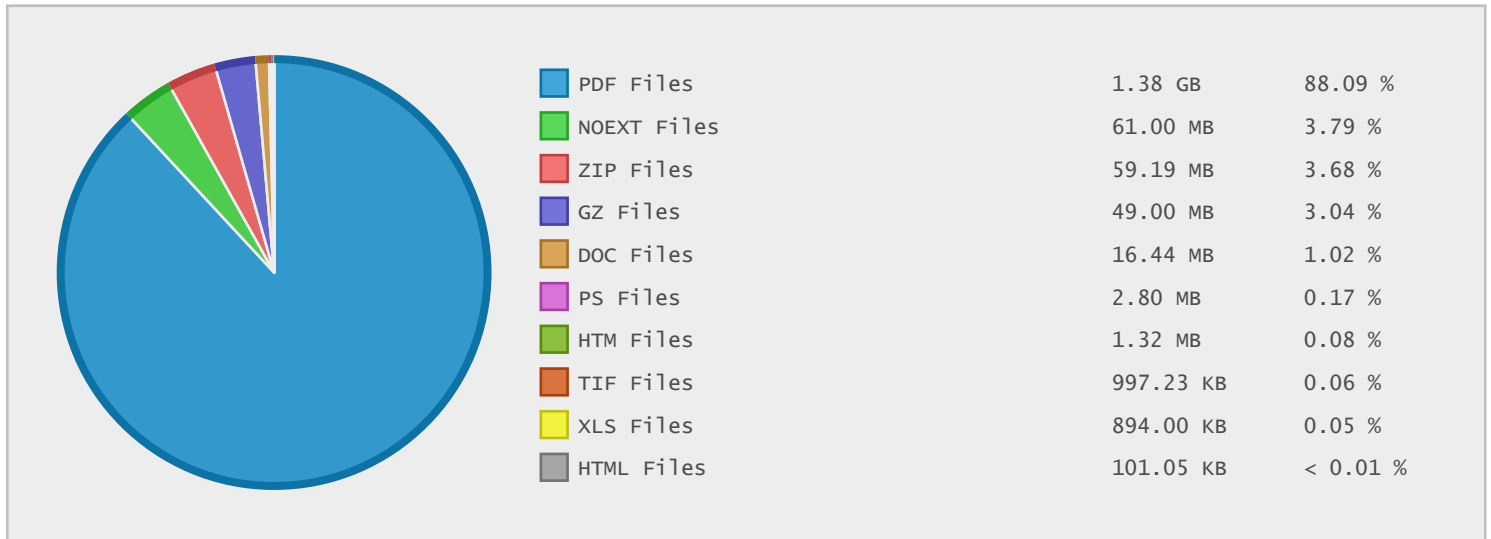 PDF Files 1.38 GB 88.09 %
NOEXT Files 61.00 MB 3.79 %
ZIP Files 59.19 MB 3.68 %
GZ Files 49.00 MB 3.04 %
DOC Files 16.44 MB 1.02 %
PS Files 2.80 MB 0.17 %
HTM Files 1.32 MB 0.08 %
TIF Files 997.23 KB 0.06 %
XLS Files 894.00 KB 0.05 %
HTML Files 101.05 KB < 0.01 %